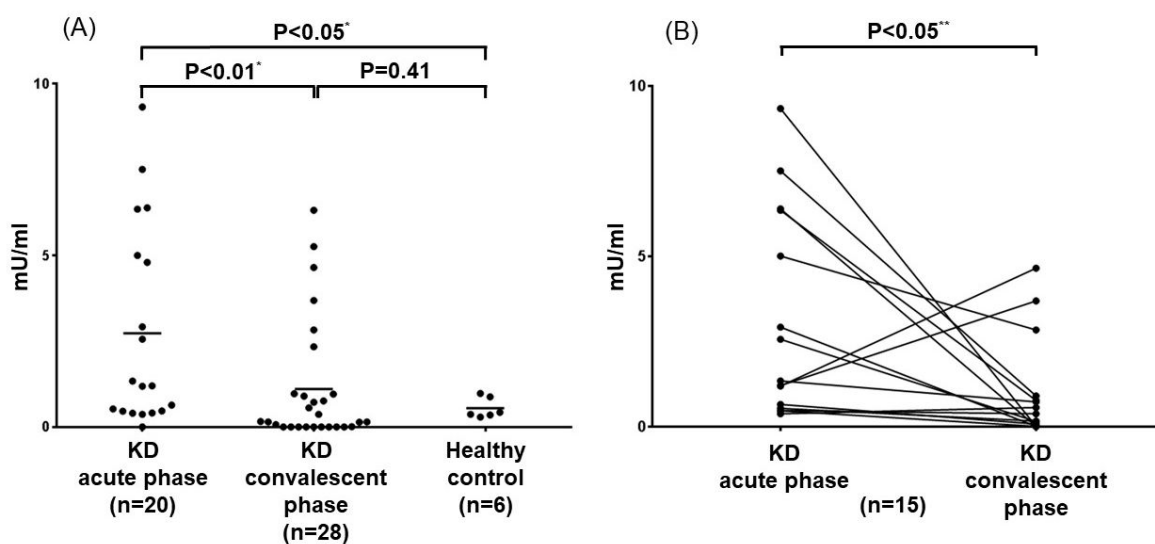 (A)
P<0.05*
P<0.01*
P=0.41
10
5
0
mU/ml
KD
acute phase
(n=20)
KD
convalescent
phase
(n=28)
Healthy
control
(n=6)
(B)
P<0.05**
10
5
0
mU/ml
KD
acute phase
(n=15)
KD
convalescent
phase